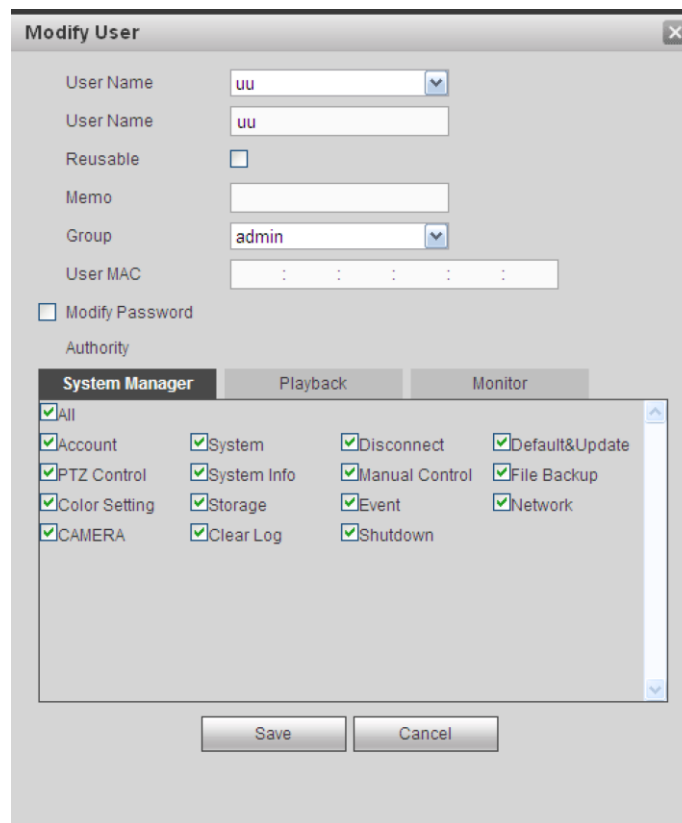 Modify User
User Name uu
User Name uu
Reusable
Memo
Group admin
User MAC : : : : :
Modify Password
Authority
System Manager Playback Monitor
All
Account System Disconnect Default&Update
PTZ Control System Info Manual Control File Backup
Color Setting Storage Event Network
CAMERA Clear Log Shutdown
Save Cancel